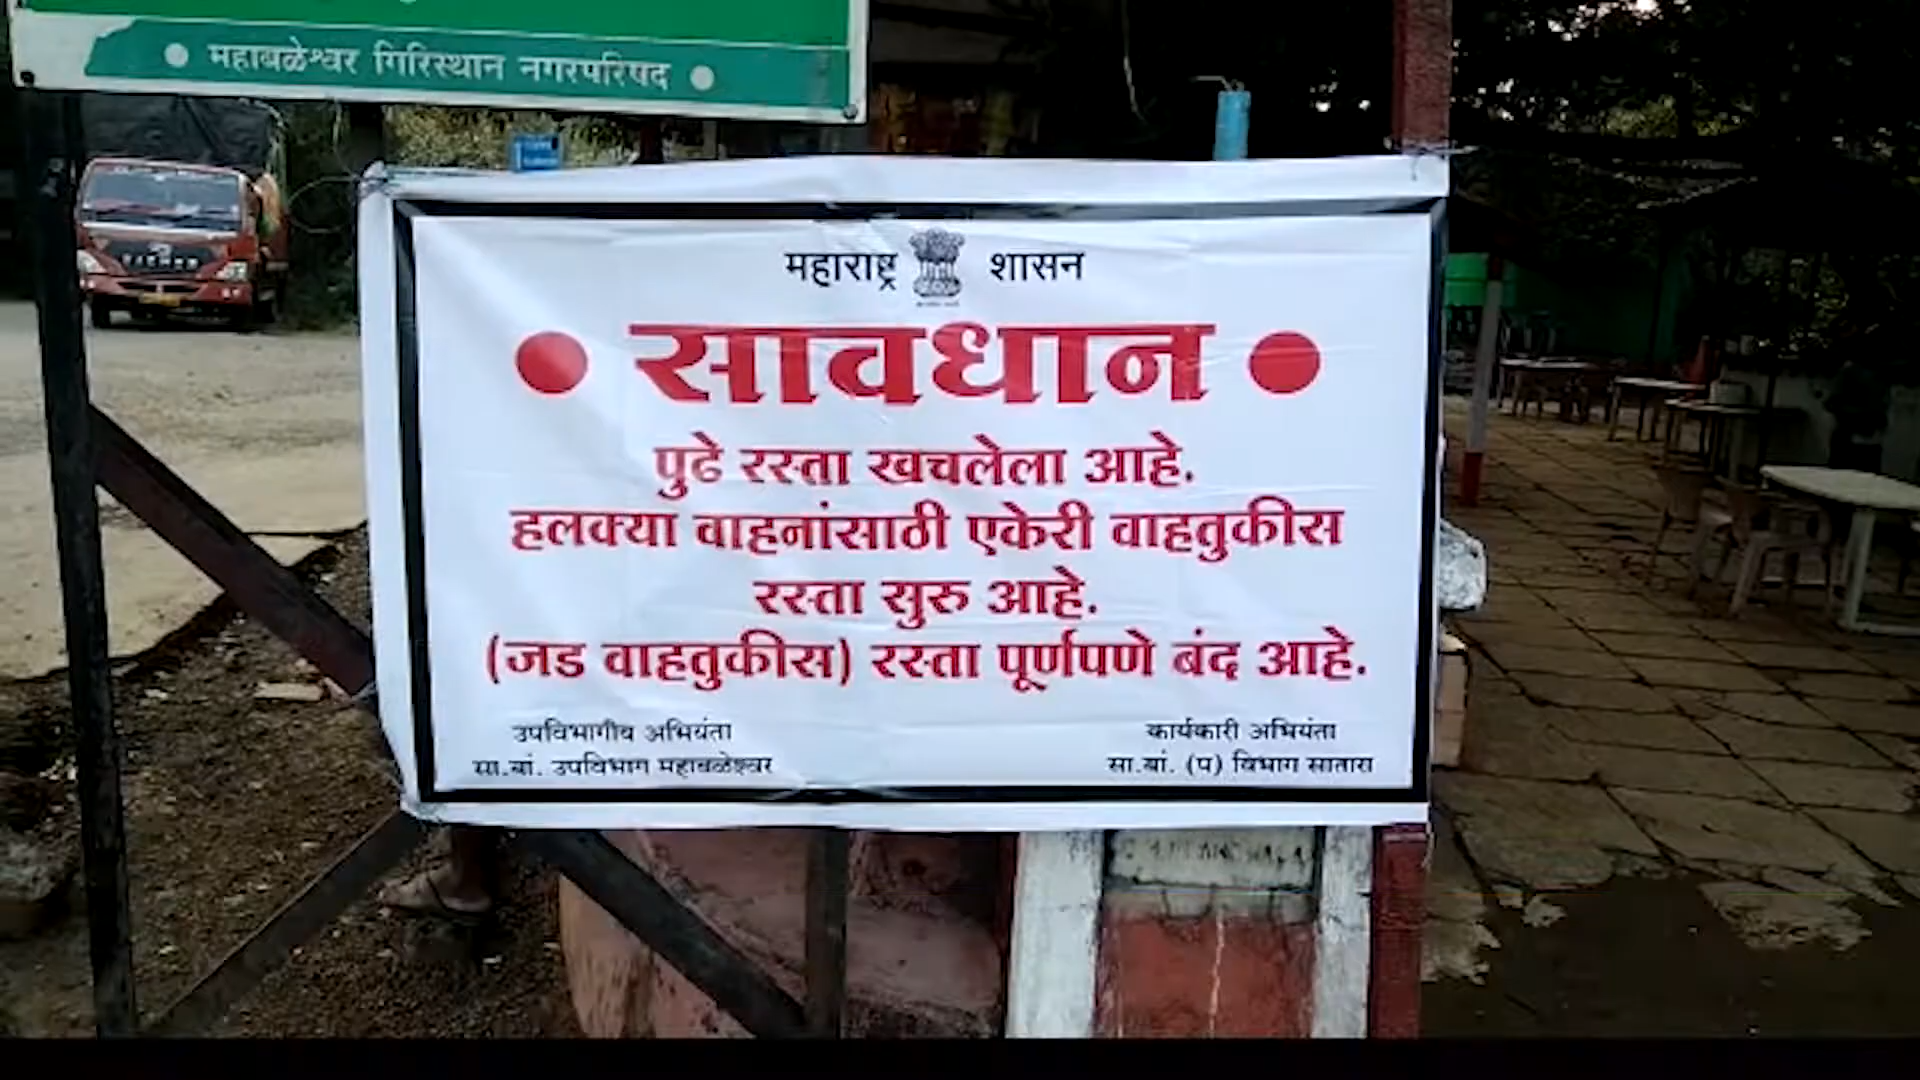 महाबळेश्वर गिरिस्थान नगरपरिषद
महाराष्ट्र शासन
सावधान
पुढे रस्ता खचलेला आहे.
हलक्या वाहनांसाठी एकेरी वाहतुकीस
रस्ता सुरु आहे.
(जड वाहतुकीस) रस्ता पूर्णपणे बंद आहे.
उपविभागीय अभियंता
सा.बां. उपविभाग महाबळेश्वर
कार्यकारी अभियंता
सा.बां. (प) विभाग सातारा